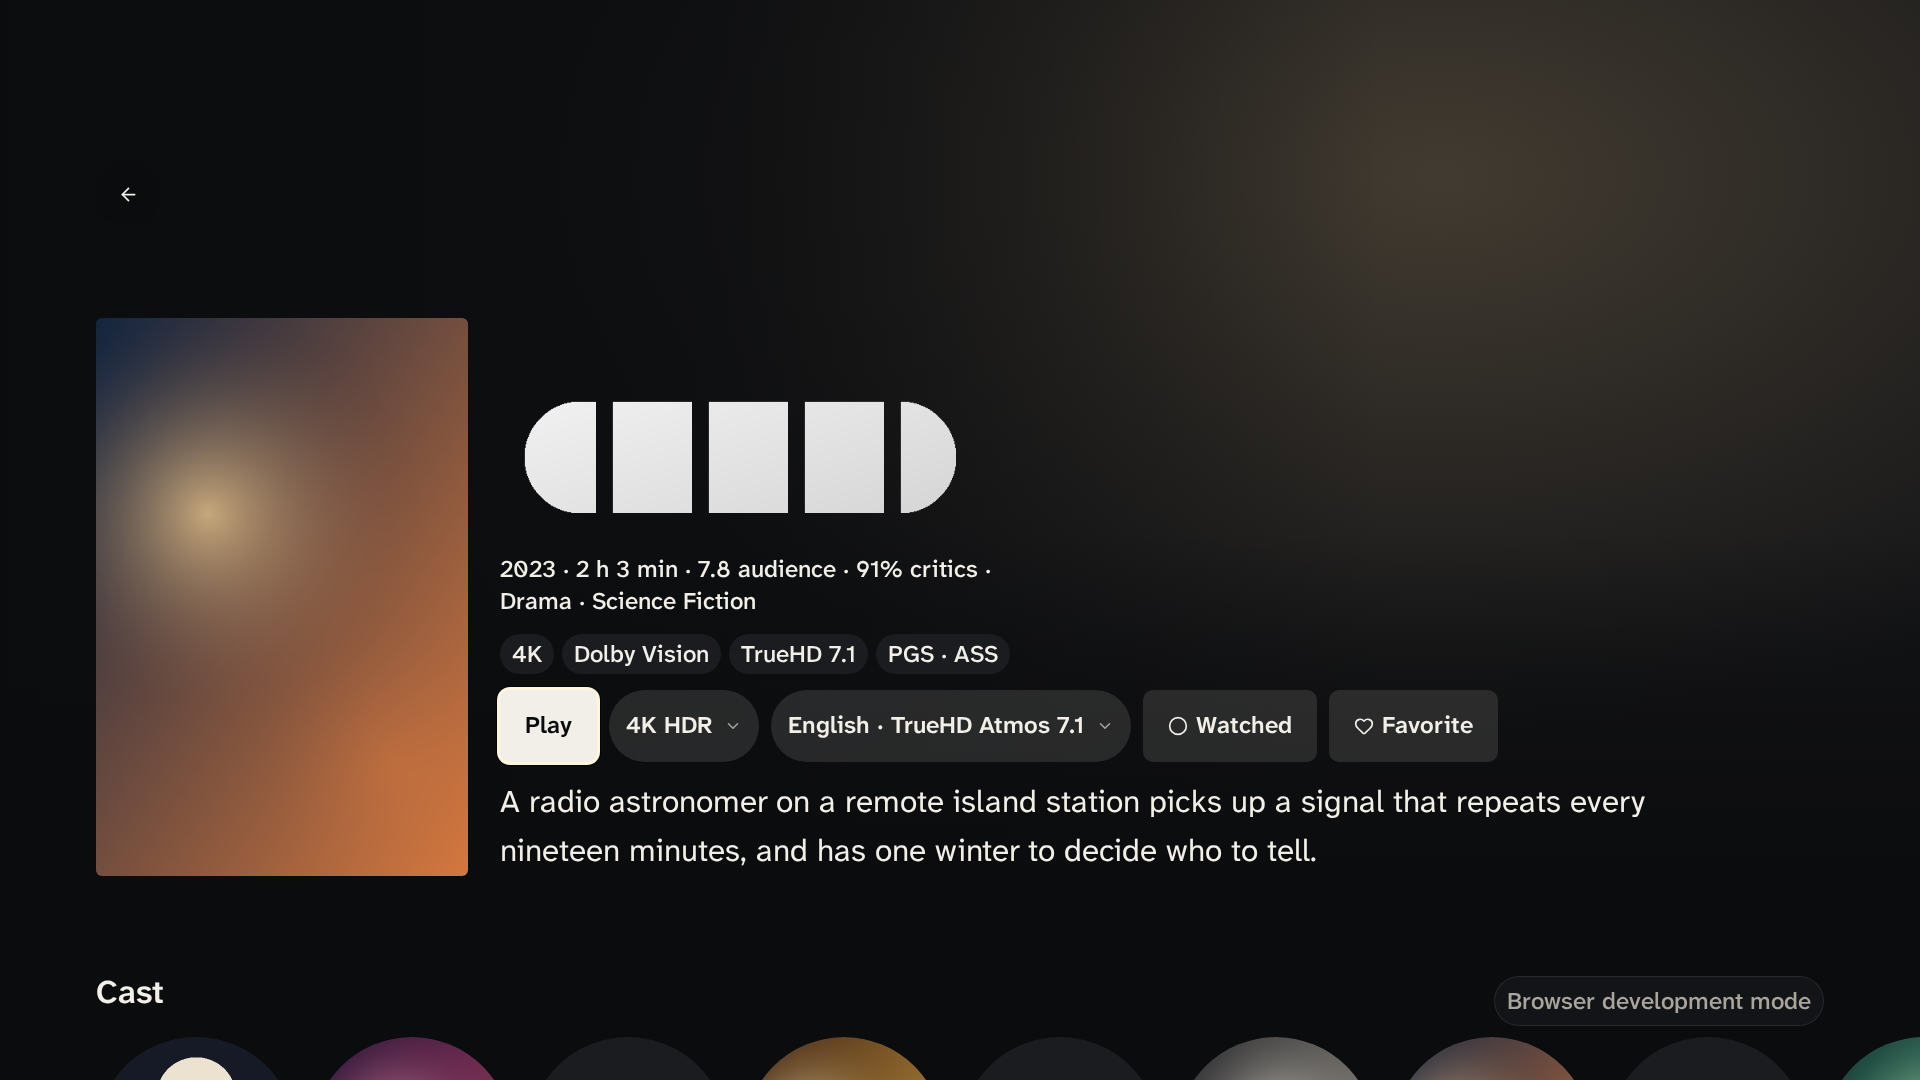 2023 · 2 h 3 min · 7.8 audience · 91% critics ·
Drama · Science Fiction
4K Dolby Vision TrueHD 7.1 PGS · ASS
Play 4K HDR English · TrueHD Atmos 7.1 Watched Favorite
A radio astronomer on a remote island station picks up a signal that repeats every
nineteen minutes, and has one winter to decide who to tell.
Cast
Browser development mode